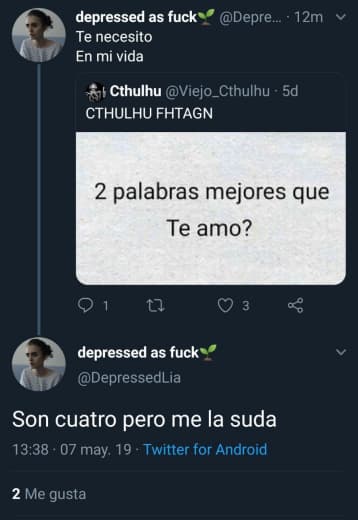 depressed as fuck🌱 @Depre... · 12m
Te necesito
En mi vida
Cthulhu @Viejo_Cthulhu · 5d
CTHULHU FHTAGN
2 palabras mejores que
Te amo?
1 3
depressed as fuck🌱
@DepressedLia
Son cuatro pero me la suda
13:38 · 07 may. 19 · Twitter for Android
2 Me gusta